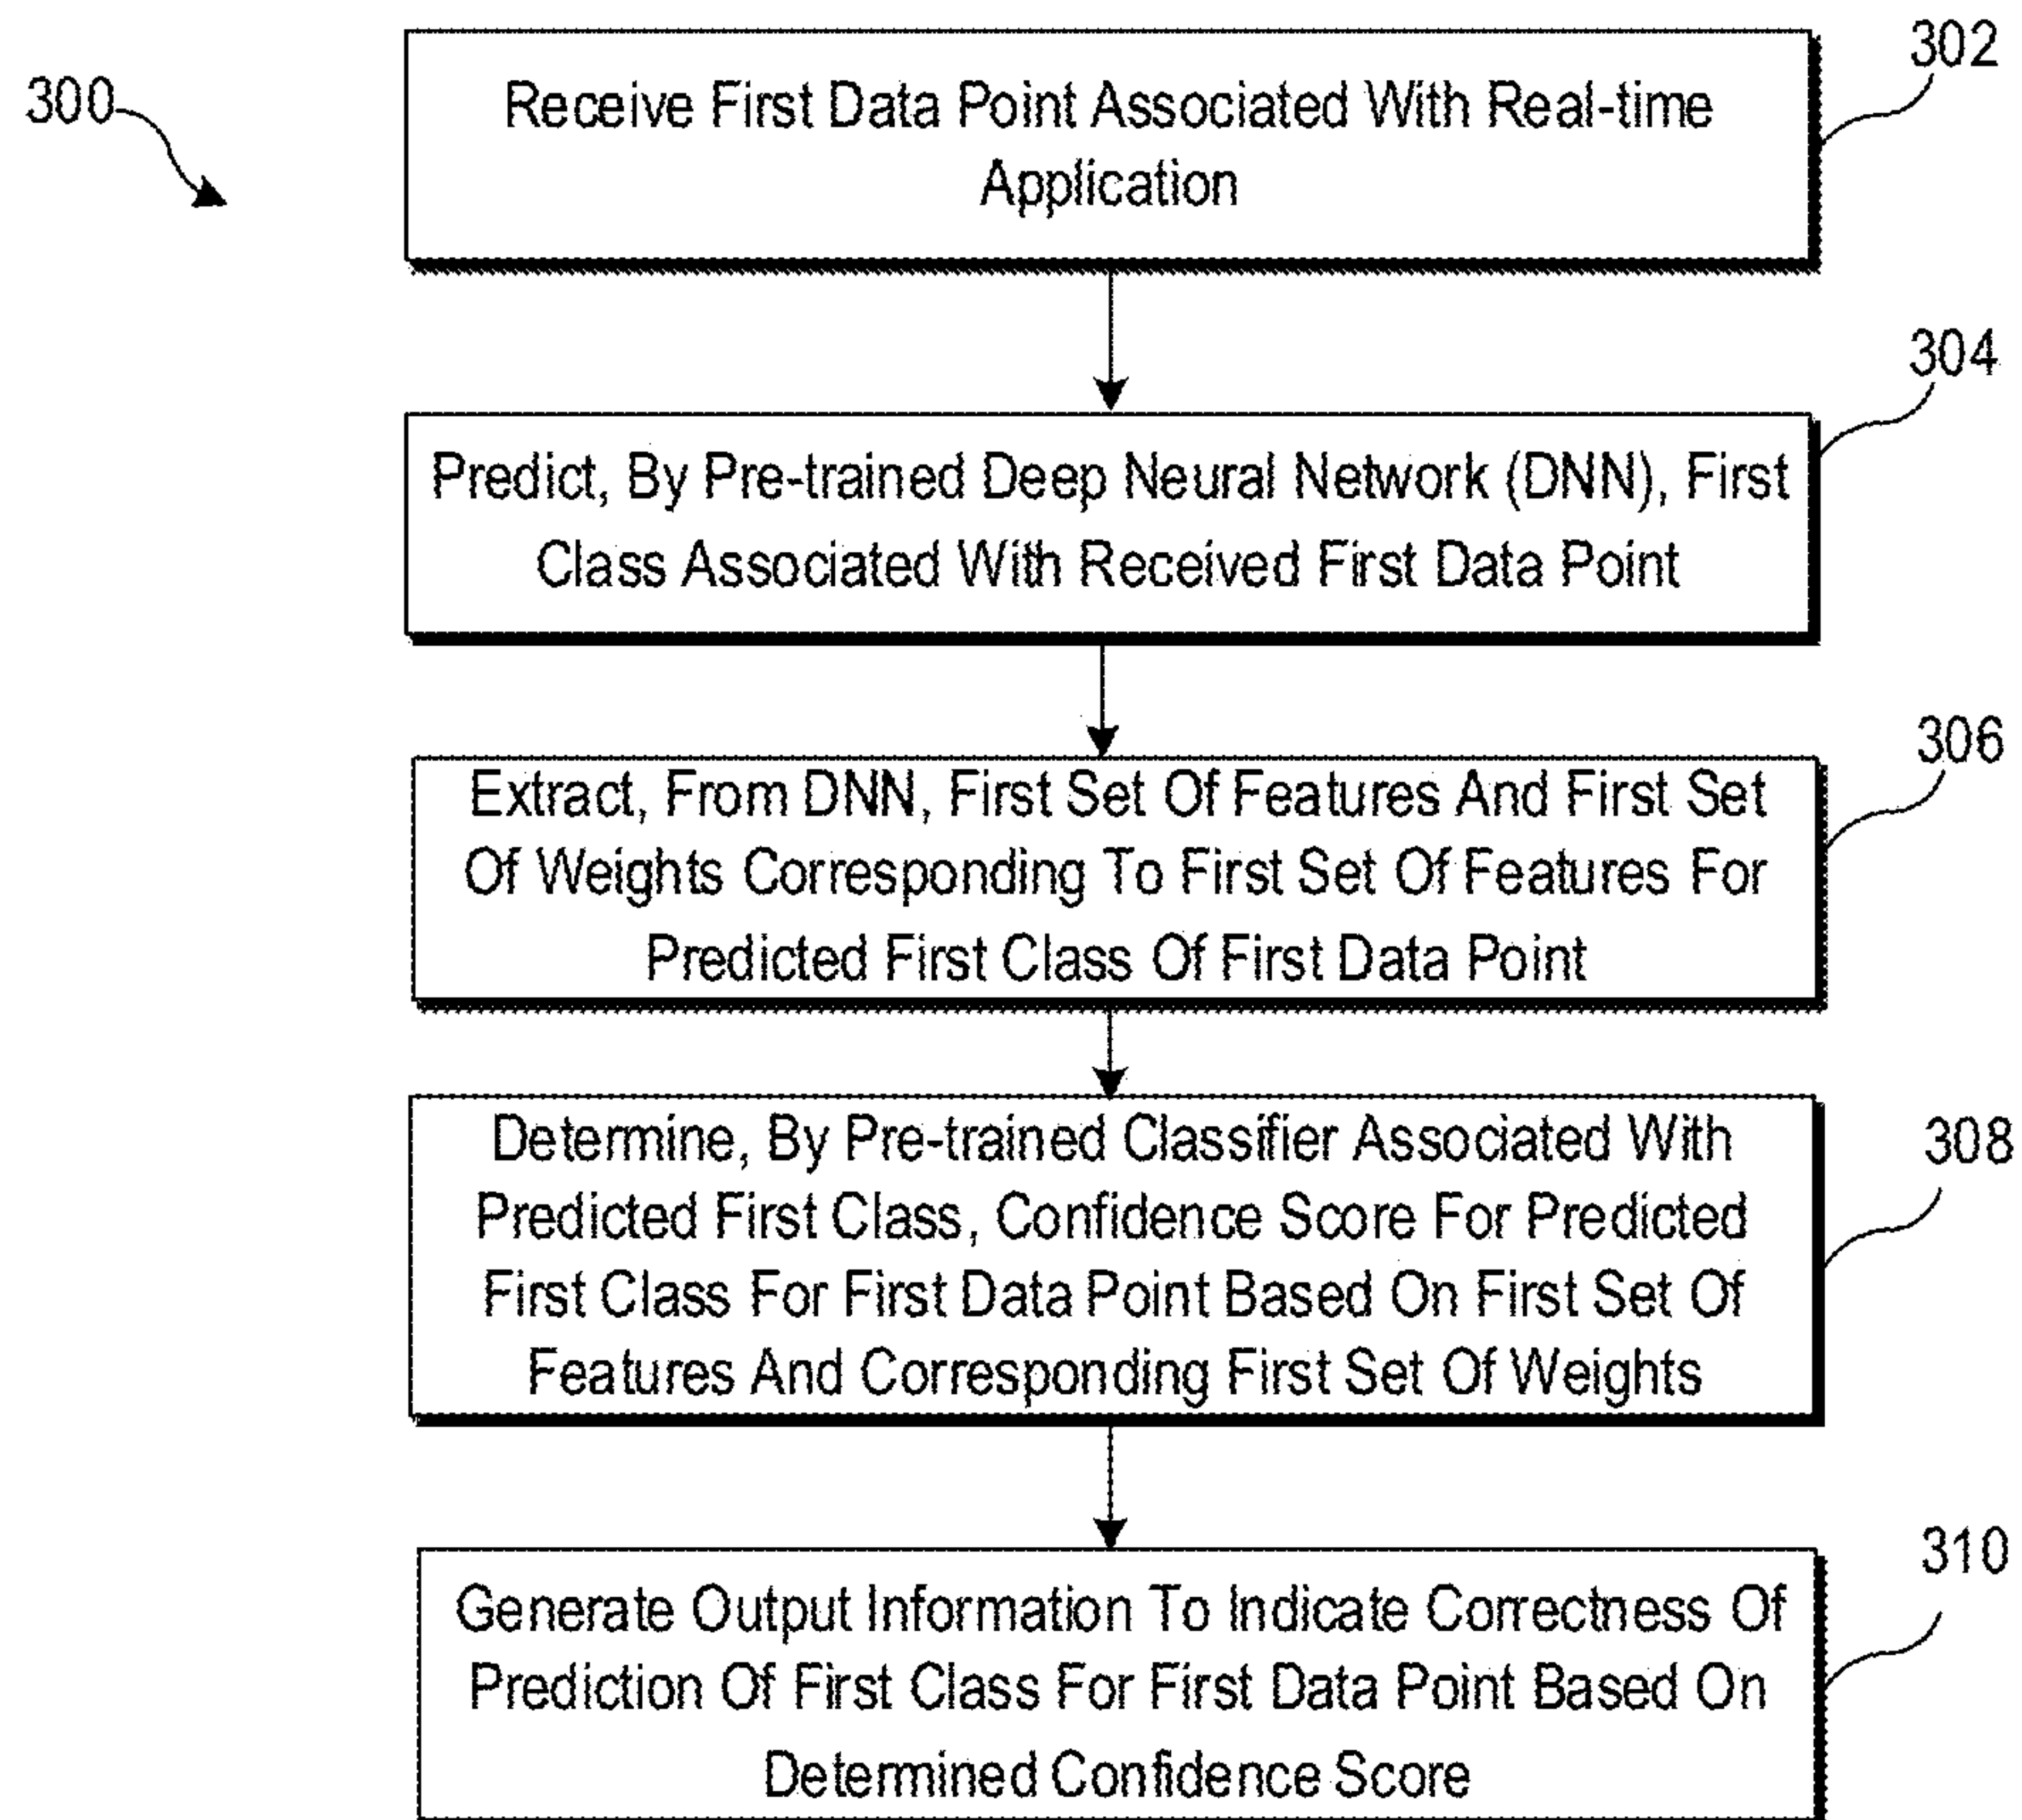 300
302
Receive First Data Point Associated With Real-time
Application
304
Predict, By Pre-trained Deep Neural Network (DNN), First
Class Associated With Received First Data Point
306
Extract, From DNN, First Set Of Features And First Set
Of Weights Corresponding To First Set Of Features For
Predicted First Class Of First Data Point
308
Determine, By Pre-trained Classifier Associated With
Predicted First Class, Confidence Score For Predicted
First Class For First Data Point Based On First Set Of
Features And Corresponding First Set Of Weights
310
Generate Output Information To Indicate Correctness Of
Prediction Of First Class For First Data Point Based On
Determined Confidence Score